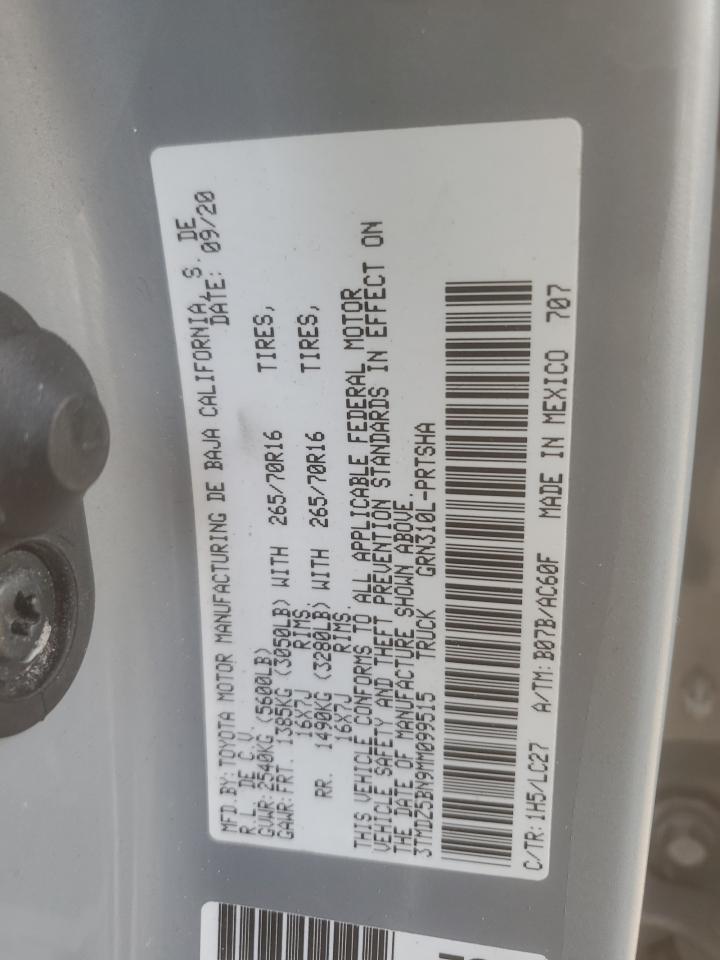 MFD.BY:TOYOTA MOTOR MANUFACTURING DE BAJA CALIFORNIA, S. DE
R.L. DE C.V. DATE: 09/20
GVWR:2540KG (5600LB)
GAWR:FRT. 1385KG (3050LB) WITH 265/70R16 TIRES,
16X7J RIMS.
RR. 1490KG (3280LB) WITH 265/70R16 TIRES,
16X7J RIMS.
THIS VEHICLE CONFORMS TO ALL APPLICABLE FEDERAL MOTOR
VEHICLE SAFETY AND THEFT PREVENTION STANDARDS IN EFFECT ON
THE DATE OF MANUFACTURE SHOWN ABOVE.
3TMDZ5BN9MM099515 TRUCK GRN310L-PRTSHA
C/TR:1H5/LC27 A/TM:B07B/AC60F MADE IN MEXICO 707